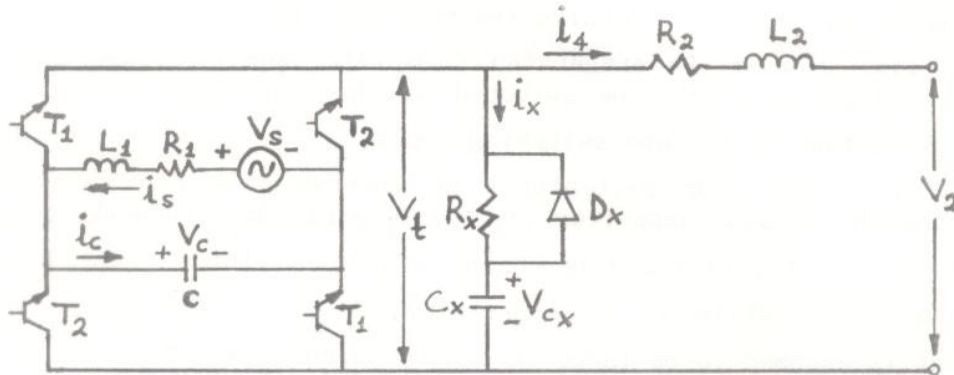 i4
R2
L2
T1
T2
Vs
L1
R1
+
-
is
ix
Vt
Rx
Dx
V2
ic
+
Vc
-
C
T2
T1
Cx
+
-
Vcx